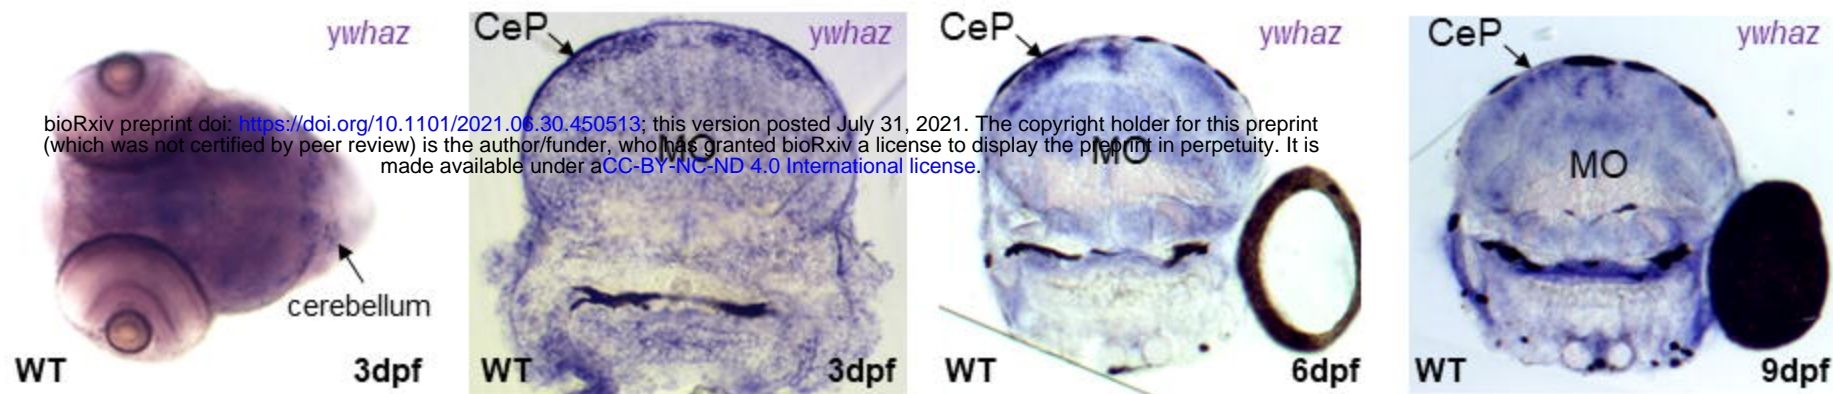 ywhaz
CeP
ywhaz
CeP
ywhaz
CeP
ywhaz
bioRxiv preprint doi: https://doi.org/10.1101/2021.06.30.450513; this version posted July 31, 2021. The copyright holder for this preprint
(which was not certified by peer review) is the author/funder, who has granted bioRxiv a license to display the preprint in perpetuity. It is
made available under aCC-BY-NC-ND 4.0 International license.
MO
MO
MO
cerebellum
WT
3dpf
WT
3dpf
WT
6dpf
WT
9dpf